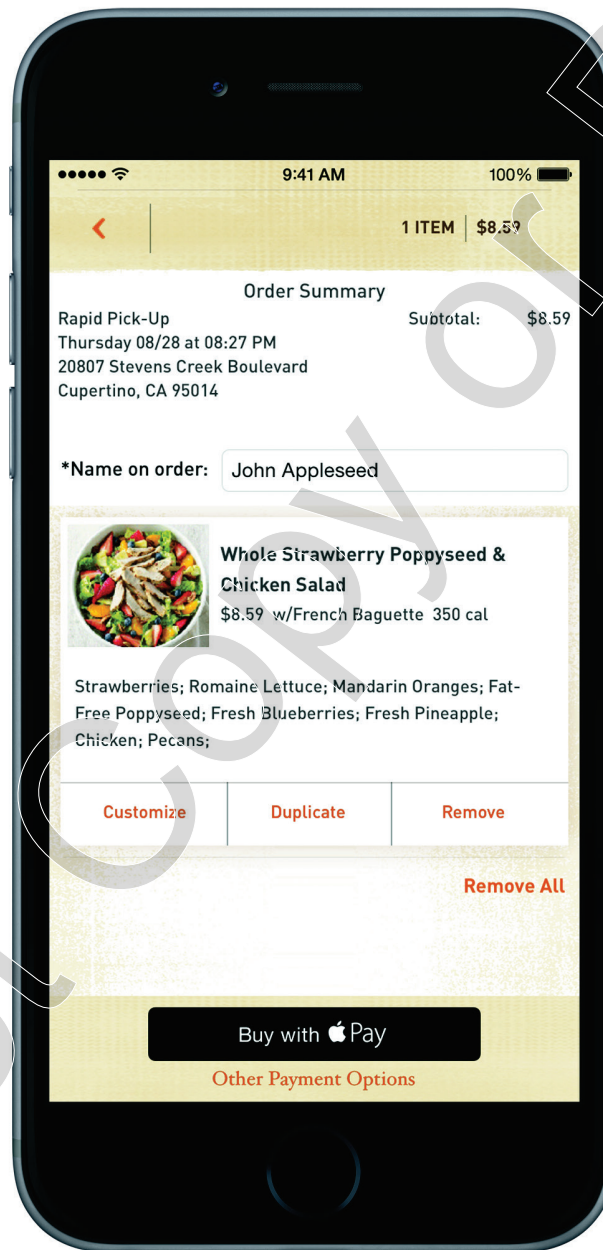 9:41 AM 100%
1 ITEM $8.59
Order Summary
Rapid Pick-Up Subtotal: $8.59
Thursday 08/28 at 08:27 PM
20807 Stevens Creek Boulevard
Cupertino, CA 95014
*Name on order: John Appleseed
Whole Strawberry Poppyseed &
Chicken Salad
$8.59 w/French Baguette 350 cal
Strawberries; Romaine Lettuce; Mandarin Oranges; Fat-
Free Poppyseed; Fresh Blueberries; Fresh Pineapple;
Chicken; Pecans;
Customize Duplicate Remove
Remove All
Buy with Pay
Other Payment Options
Copy or